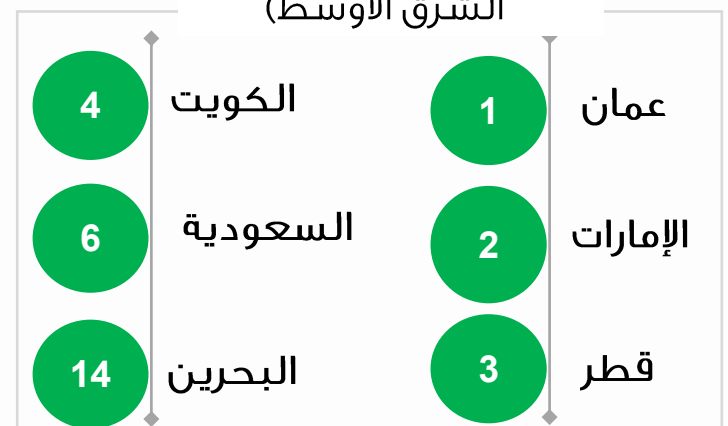 الشرق الأوسط)
عمان
1
الكويت
4
الإمارات
2
السعودية
6
قطر
3
البحرين
14